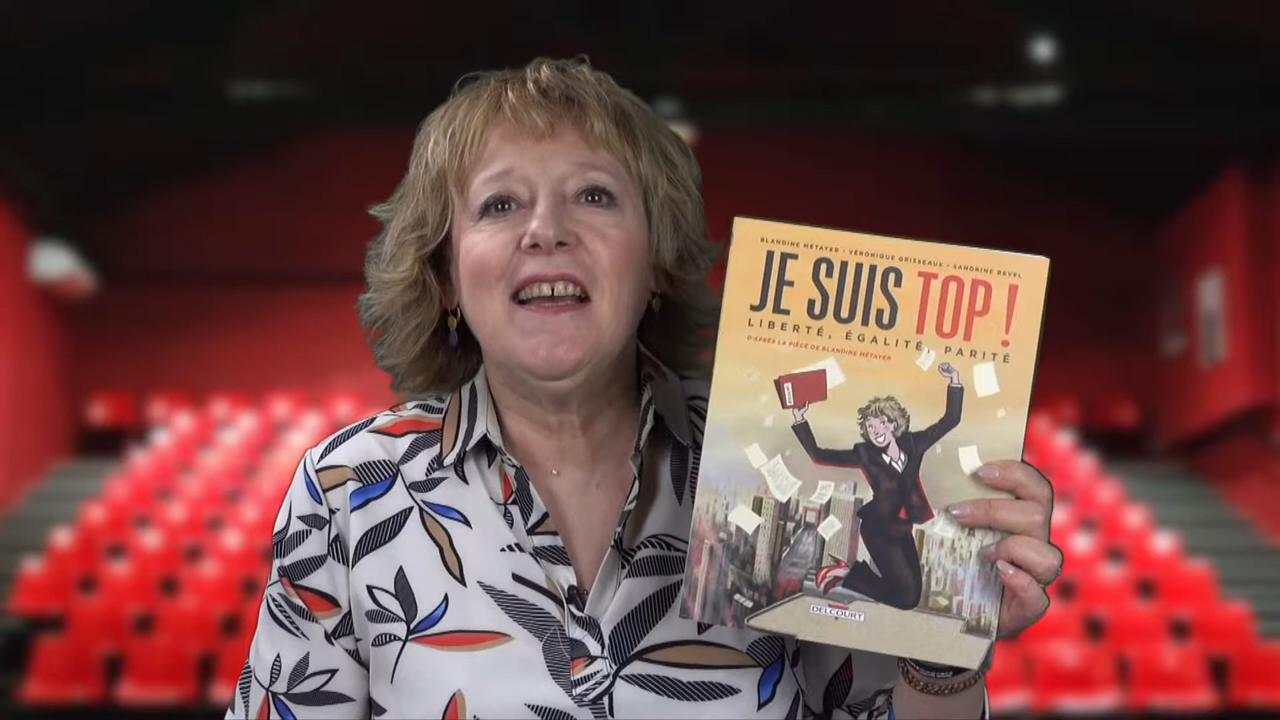 BLANDINE MÉTAYER · VÉRONIQUE GRISSEAUX · SANDRINE REVEL
JE SUIS TOP !
LIBERTÉ, ÉGALITÉ, PARITÉ
D'APRÈS LA PIÈCE DE BLANDINE MÉTAYER
DELCOURT